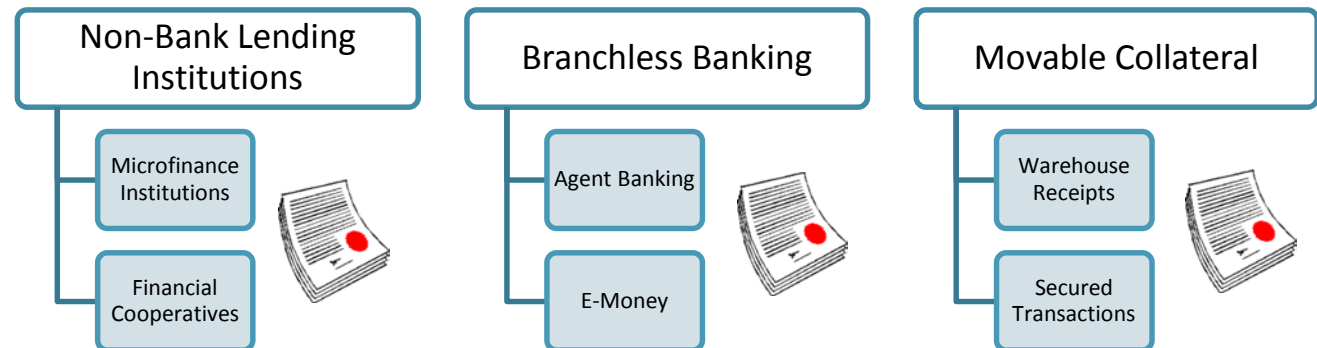 Non-Bank Lending
Institutions
Microfinance
Institutions
Financial
Cooperatives
Branchless Banking
Agent Banking
E-Money
Movable Collateral
Warehouse
Receipts
Secured
Transactions